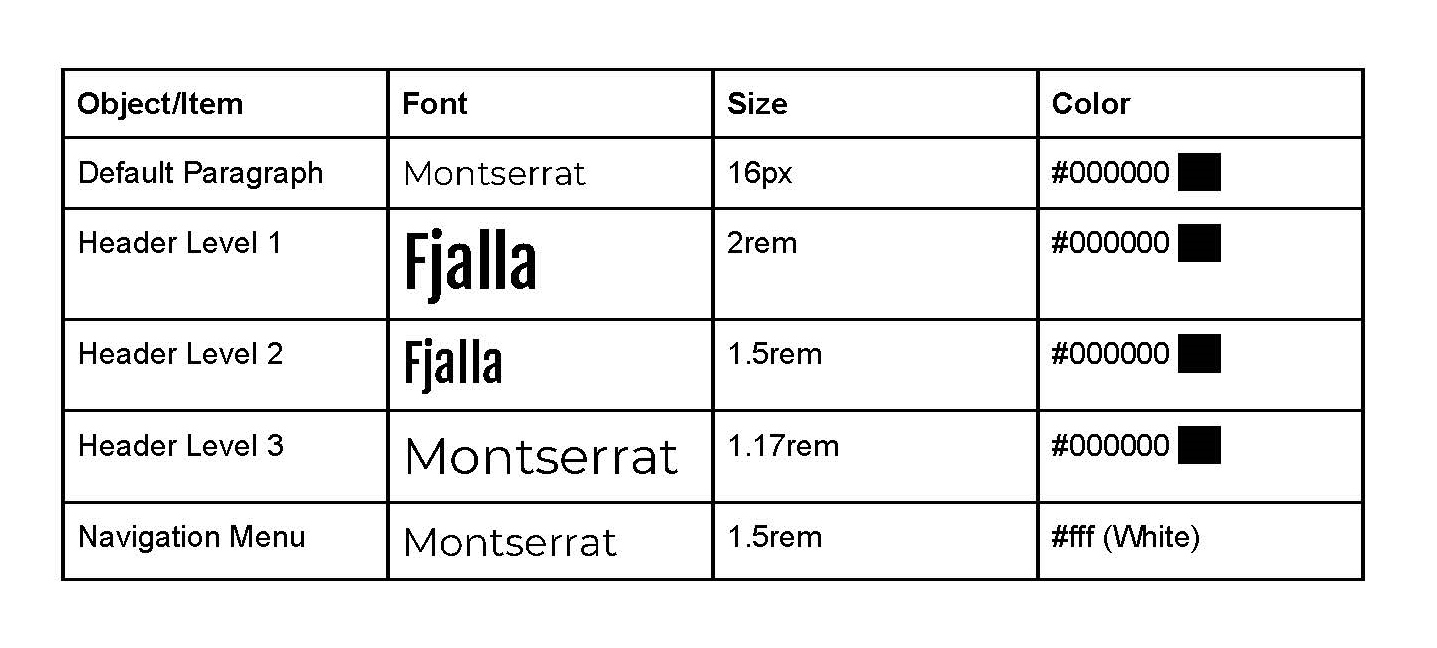 Object/Item Font Size Color
Default Paragraph Montserrat 16px #000000
Header Level 1 Fjalla 2rem #000000
Header Level 2 Fjalla 1.5rem #000000
Header Level 3 Montserrat 1.17rem #000000
Navigation Menu Montserrat 1.5rem #fff (White)